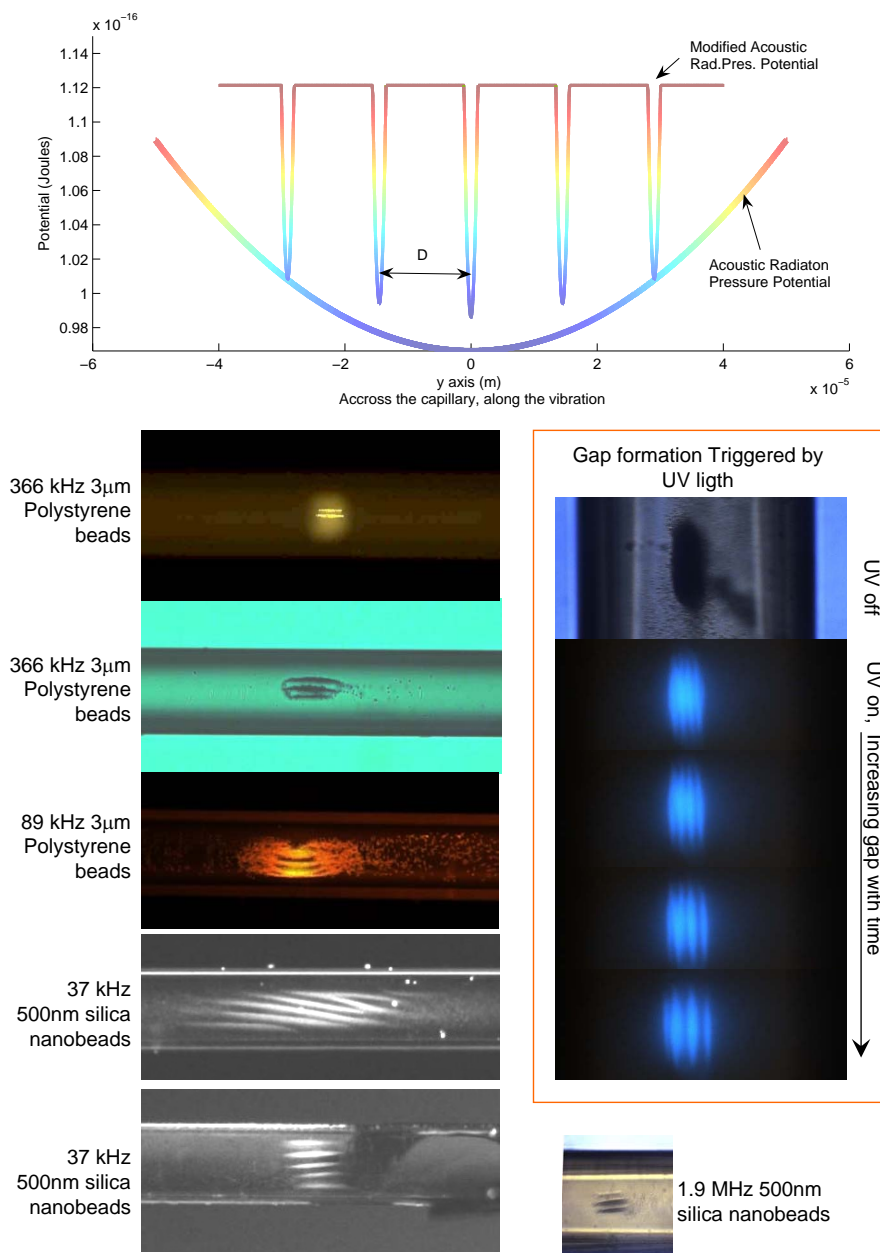 x 10⁻¹⁶
1.14
1.12
1.1
1.08
1.06
1.04
1.02
1
0.98
Potential (Joules)
Modified Acoustic
Rad.Pres. Potential
D
Acoustic Radiaton
Pressure Potential
−6
−4
−2
0
2
4
6
x 10⁻⁵
y axis (m)
Accross the capillary, along the vibration
366 kHz 3μm
Polystyrene
beads
366 kHz 3μm
Polystyrene
beads
89 kHz 3μm
Polystyrene
beads
37 kHz
500nm silica
nanobeads
37 kHz
500nm silica
nanobeads
Gap formation Triggered by
UV ligth
UV off
UV on, Increasing gap with time
1.9 MHz 500nm
silica nanobeads